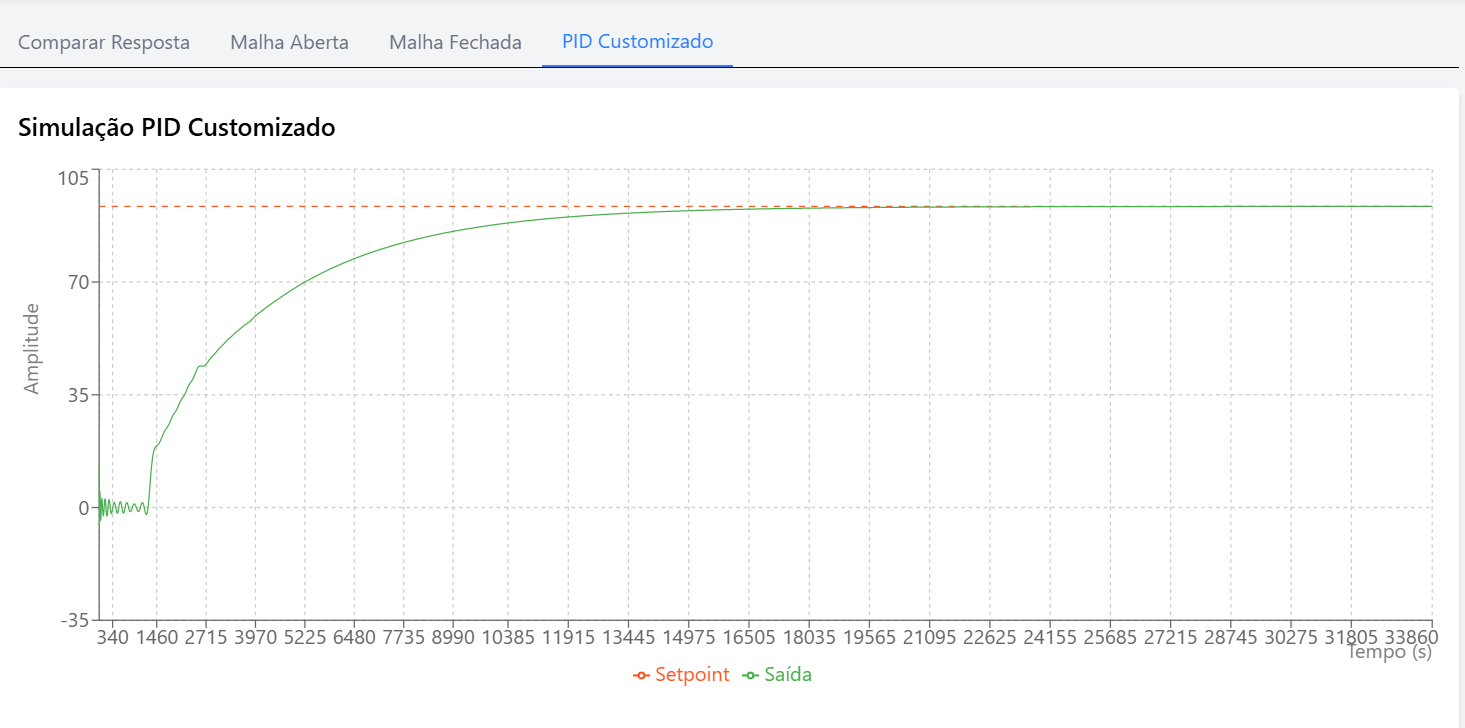 Comparar Resposta Malha Aberta Malha Fechada PID Customizado
Simulação PID Customizado
105
70
35
0
-35
Amplitude
340 1460 2715 3970 5225 6480 7735 8990 10385 11915 13445 14975 16505 18035 19565 21095 22625 24155 25685 27215 28745 30275 31805 33860
Tempo (s)
Setpoint Saída